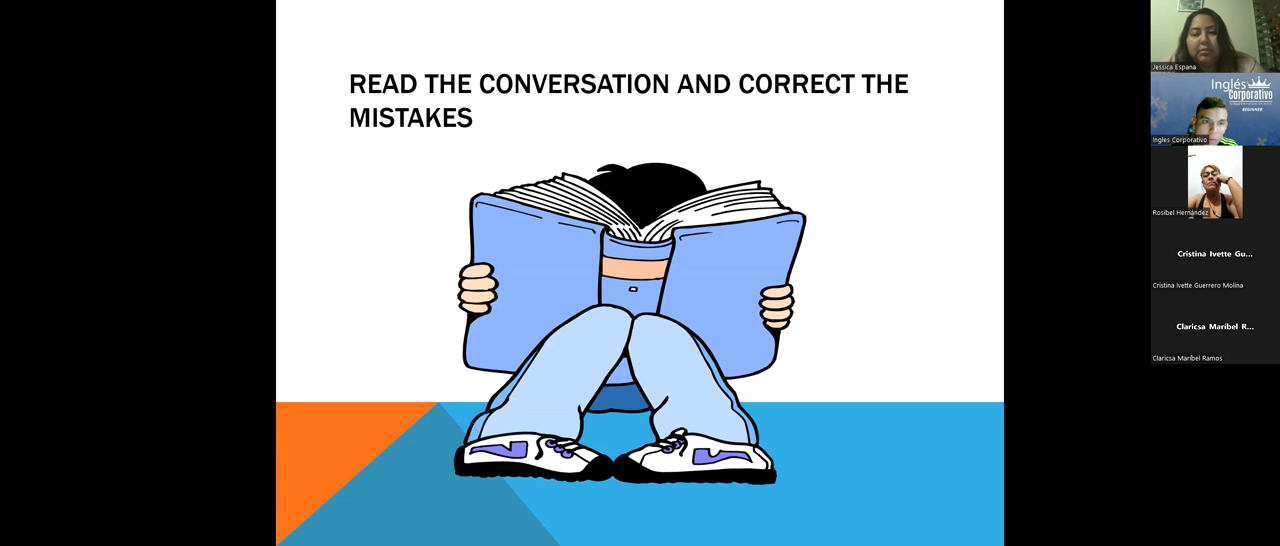 READ THE CONVERSATION AND CORRECT THE
MISTAKES
Jessica Espana
Inglés
Corporativo
BEGINNER
Ingles Corporativo
Rosibel Hernández
Cristina Ivette Gu...
Cristina Ivette Guerrero Molina
Claricsa Maribel R...
Claricsa Maribel Ramos